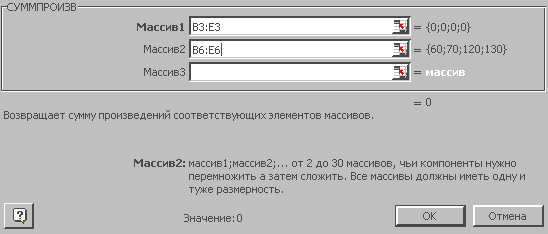 СУММПРОИЗВ
Массив1 B3:E3 = {0;0;0;0}
Массив2 B6:E6 = {60;70;120;130}
Массив3 = массив
= 0
Возвращает сумму произведений соответствующих элементов массивов.
Массив2: массив1;массив2;... от 2 до 30 массивов, чьи компоненты нужно
перемножить а затем сложить. Все массивы должны иметь одну и
туже размерность.
? Значение:0 OK Отмена